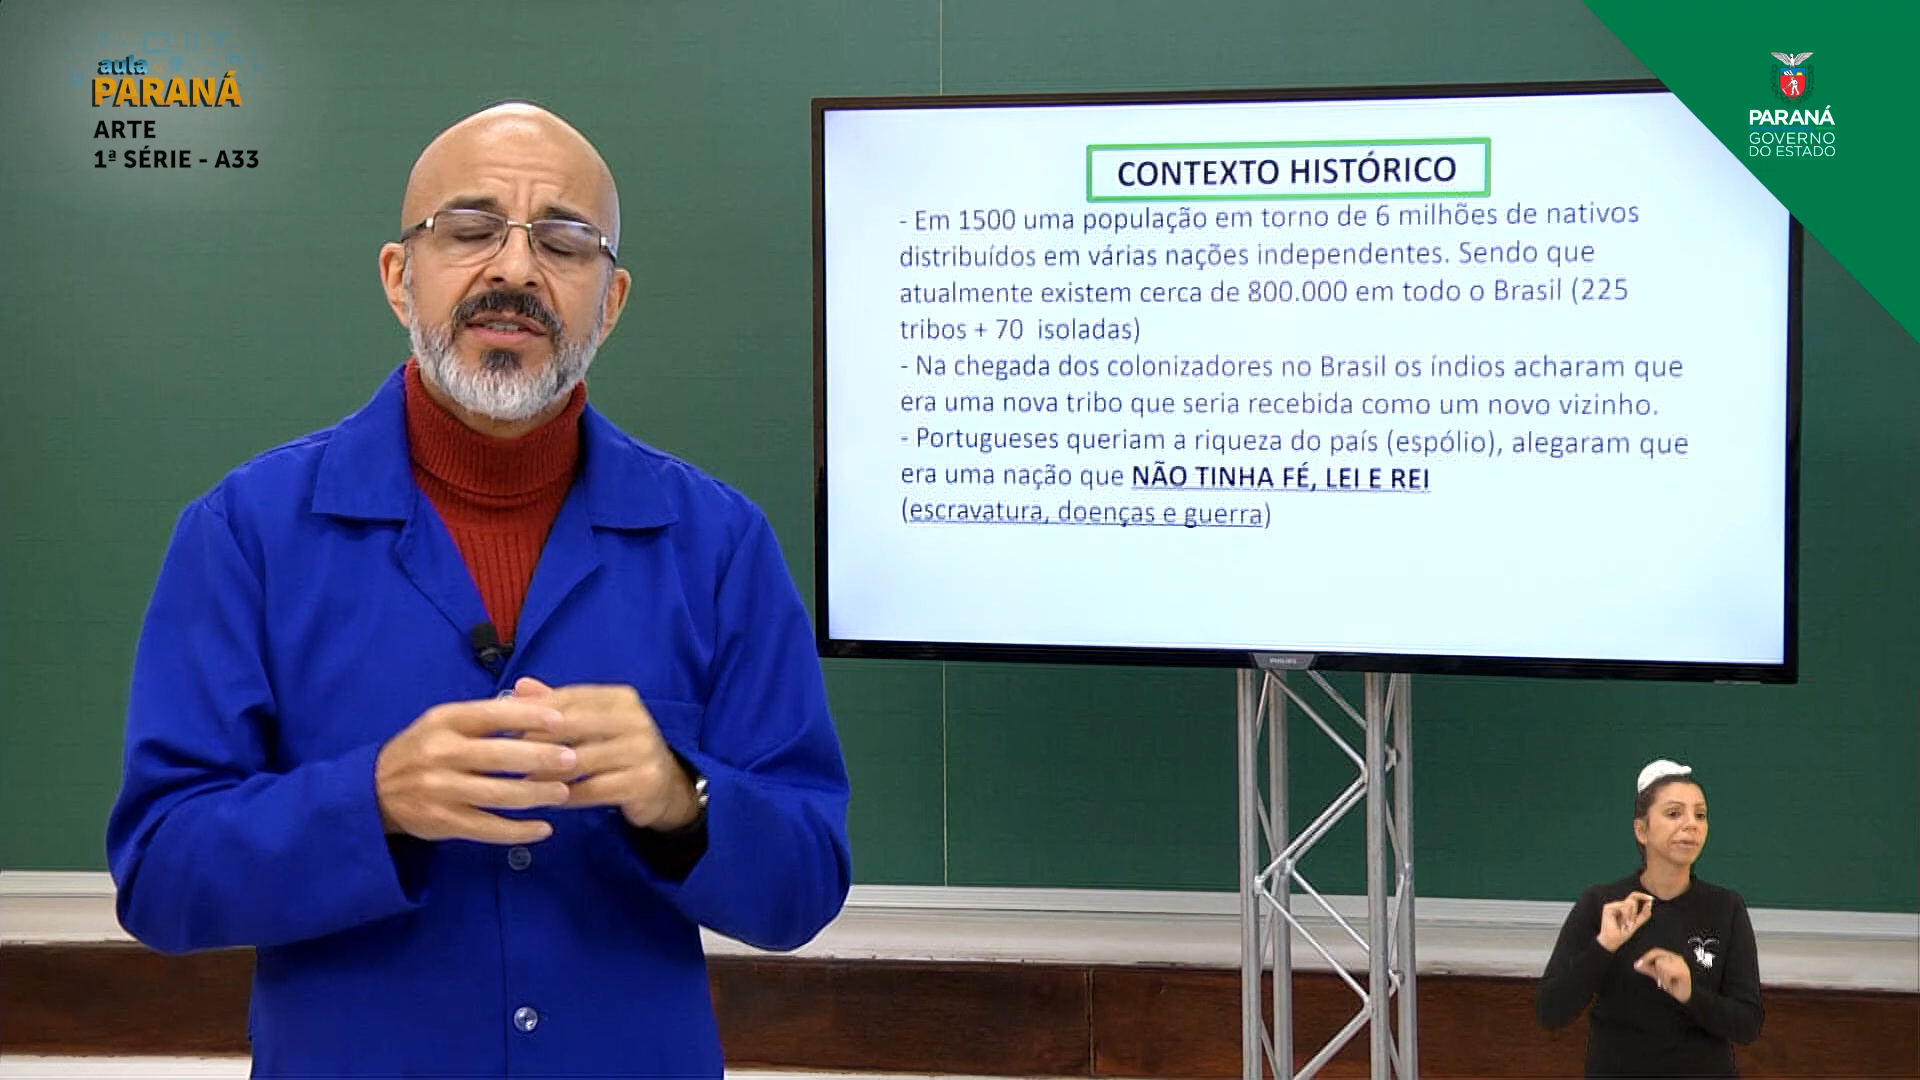 aula
PARANÁ
ARTE
1ª SÉRIE - A33
PARANÁ
GOVERNO
DO ESTADO
CONTEXTO HISTÓRICO
- Em 1500 uma população em torno de 6 milhões de nativos
distribuídos em várias nações independentes. Sendo que
atualmente existem cerca de 800.000 em todo o Brasil (225
tribos + 70 isoladas)
- Na chegada dos colonizadores no Brasil os índios acharam que
era uma nova tribo que seria recebida como um novo vizinho.
- Portugueses queriam a riqueza do país (espólio), alegaram que
era uma nação que NÃO TINHA FÉ, LEI E REI
(escravatura, doenças e guerra)
PHILIPS